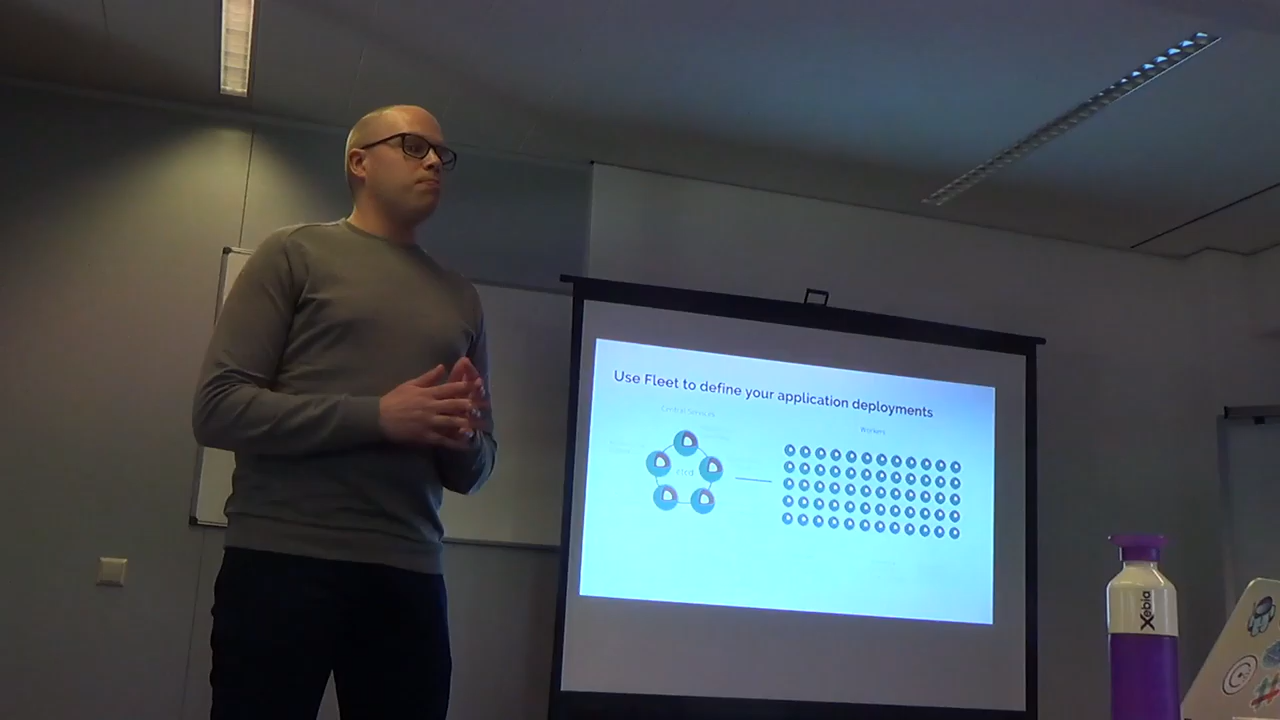 Use Fleet to define your application deployments
Central Services
Workers
etcd
Xebia